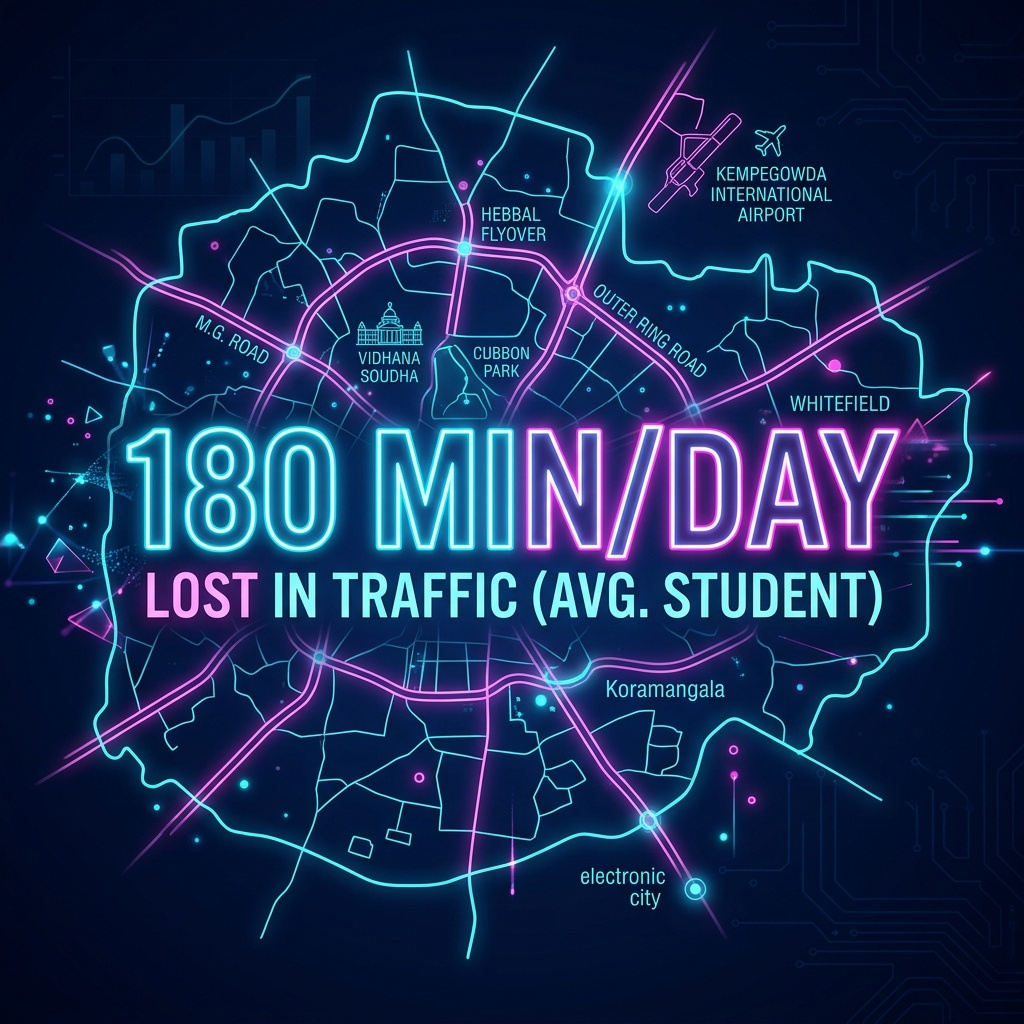 KEMPEGOWDA
INTERNATIONAL
AIRPORT
HEBBAL
FLYOVER
OUTER RING ROAD
M.G. ROAD
VIDHANA
SOUDHA
CUBBON
PARK
WHITEFIELD
180 MIN/DAY
LOST IN TRAFFIC (AVG. STUDENT)
Koramangala
electronic
city